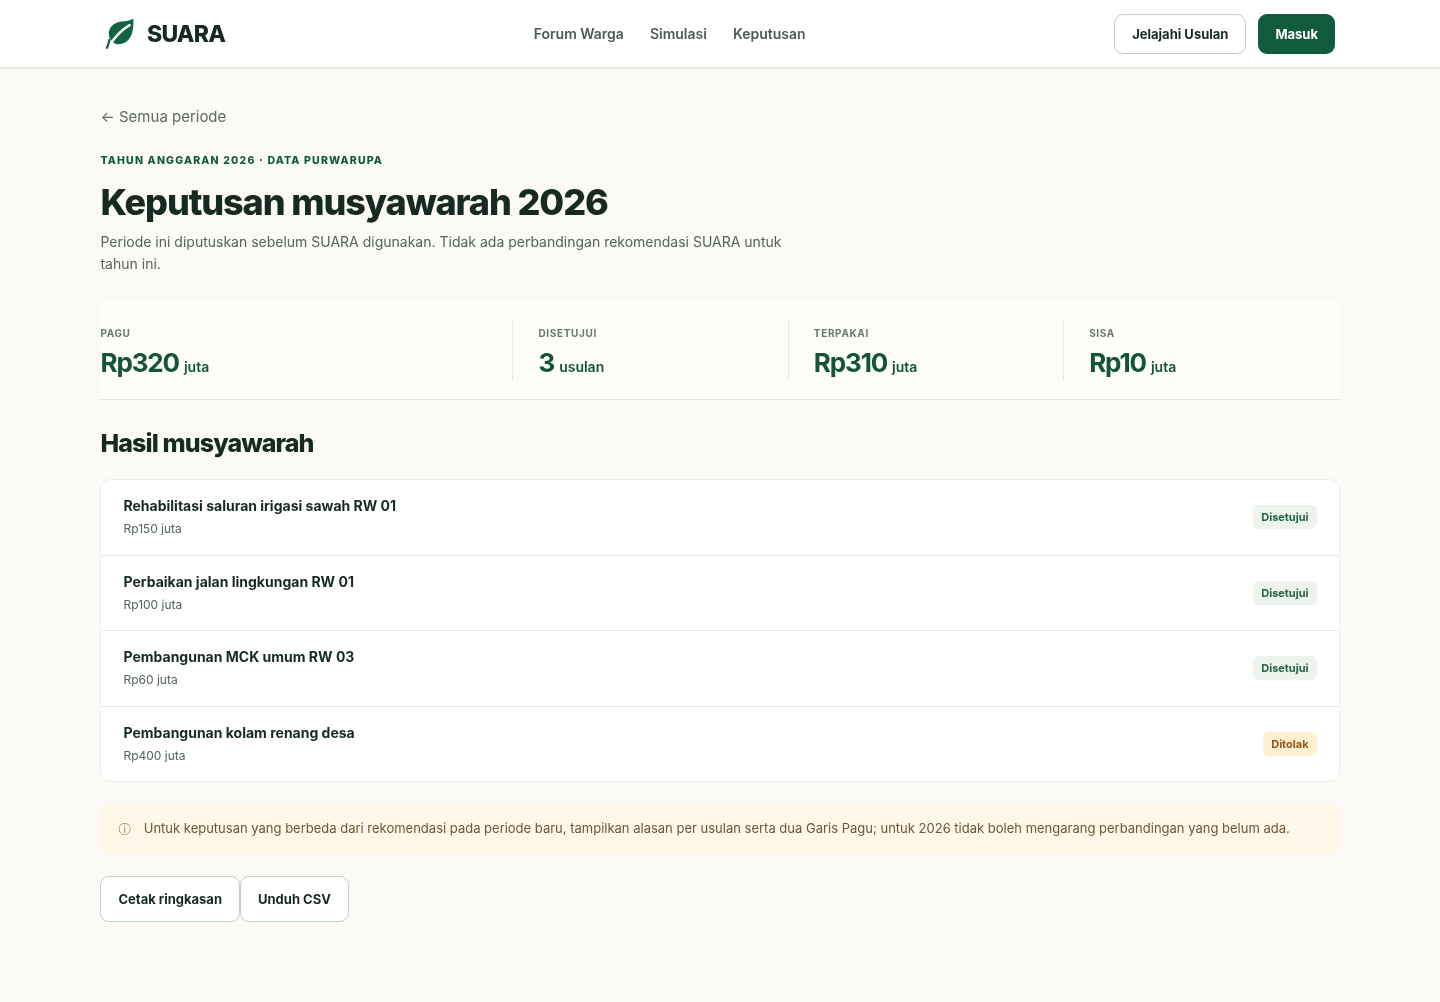 SUARA
Forum Warga
Simulasi
Keputusan
Jelajahi Usulan
Masuk
← Semua periode
TAHUN ANGGARAN 2026 · DATA PURWARUPA
Keputusan musyawarah 2026
Periode ini diputuskan sebelum SUARA digunakan. Tidak ada perbandingan rekomendasi SUARA untuk
tahun ini.
PAGU
Rp320 juta
DISETUJUI
3 usulan
TERPAKAI
Rp310 juta
SISA
Rp10 juta
Hasil musyawarah
Rehabilitasi saluran irigasi sawah RW 01
Rp150 juta
Disetujui
Perbaikan jalan lingkungan RW 01
Rp100 juta
Disetujui
Pembangunan MCK umum RW 03
Rp60 juta
Disetujui
Pembangunan kolam renang desa
Rp400 juta
Ditolak
ⓘ Untuk keputusan yang berbeda dari rekomendasi pada periode baru, tampilkan alasan per usulan serta dua Garis Pagu; untuk 2026 tidak boleh mengarang perbandingan yang belum ada.
Cetak ringkasan
Unduh CSV